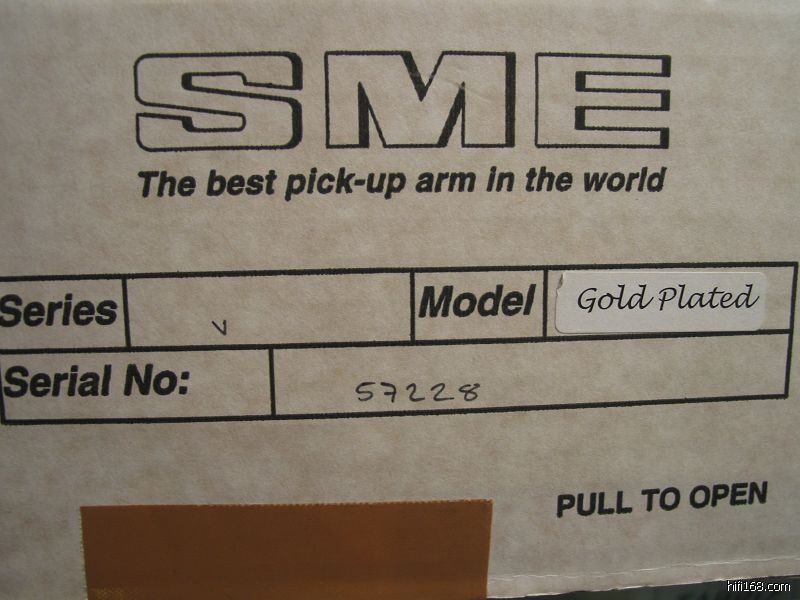 SME
The best pick-up arm in the world
Series V Model Gold Plated
Serial No: 57228
PULL TO OPEN
hifi168.com